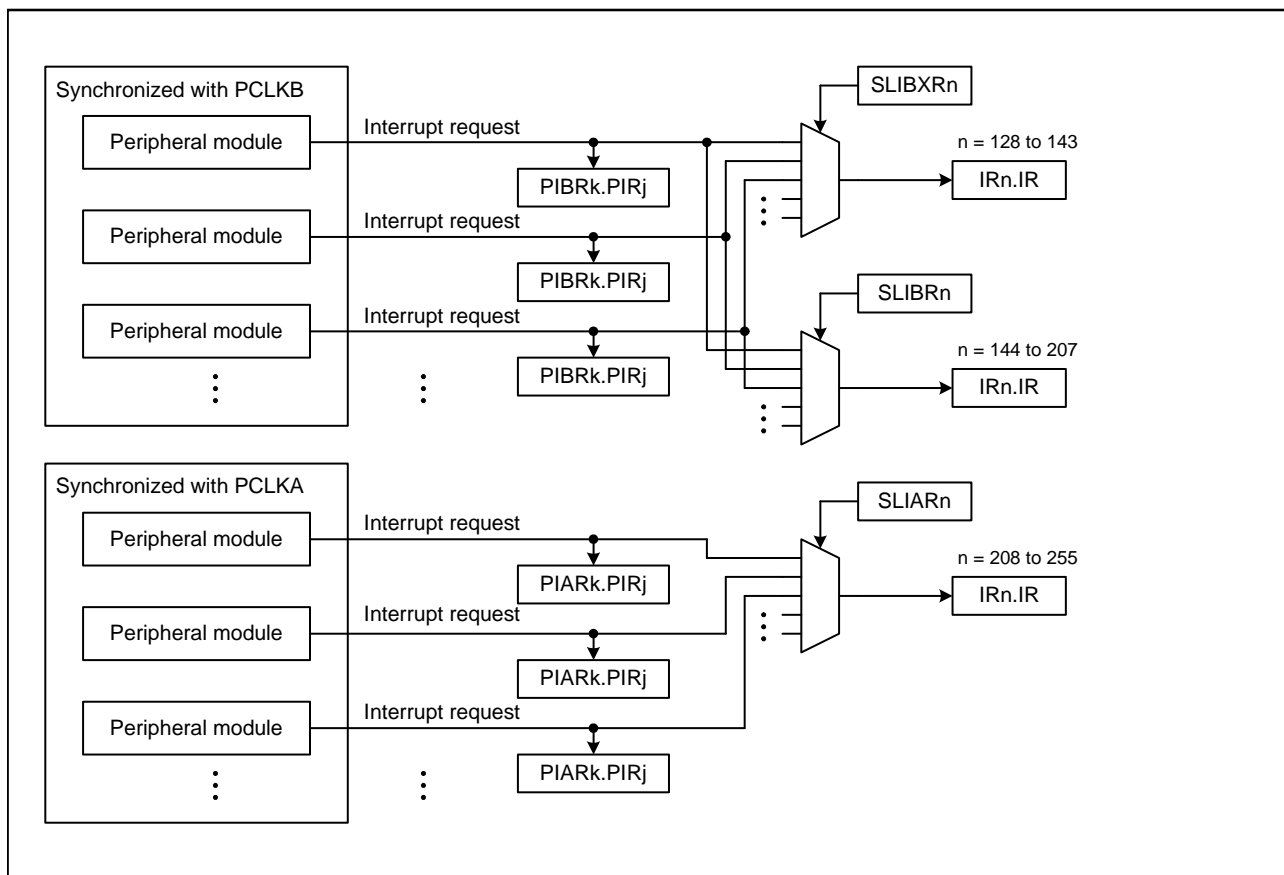 Synchronized with PCLKB
SLIBXRn
Peripheral module
Interrupt request
n = 128 to 143
PIBRk.PIRj
IRn.IR
Peripheral module
Interrupt request
PIBRk.PIRj
SLIBRn
Peripheral module
Interrupt request
n = 144 to 207
PIBRk.PIRj
IRn.IR
Synchronized with PCLKA
SLIARn
Peripheral module
Interrupt request
n = 208 to 255
PIARk.PIRj
IRn.IR
Peripheral module
Interrupt request
PIARk.PIRj
Peripheral module
Interrupt request
PIARk.PIRj